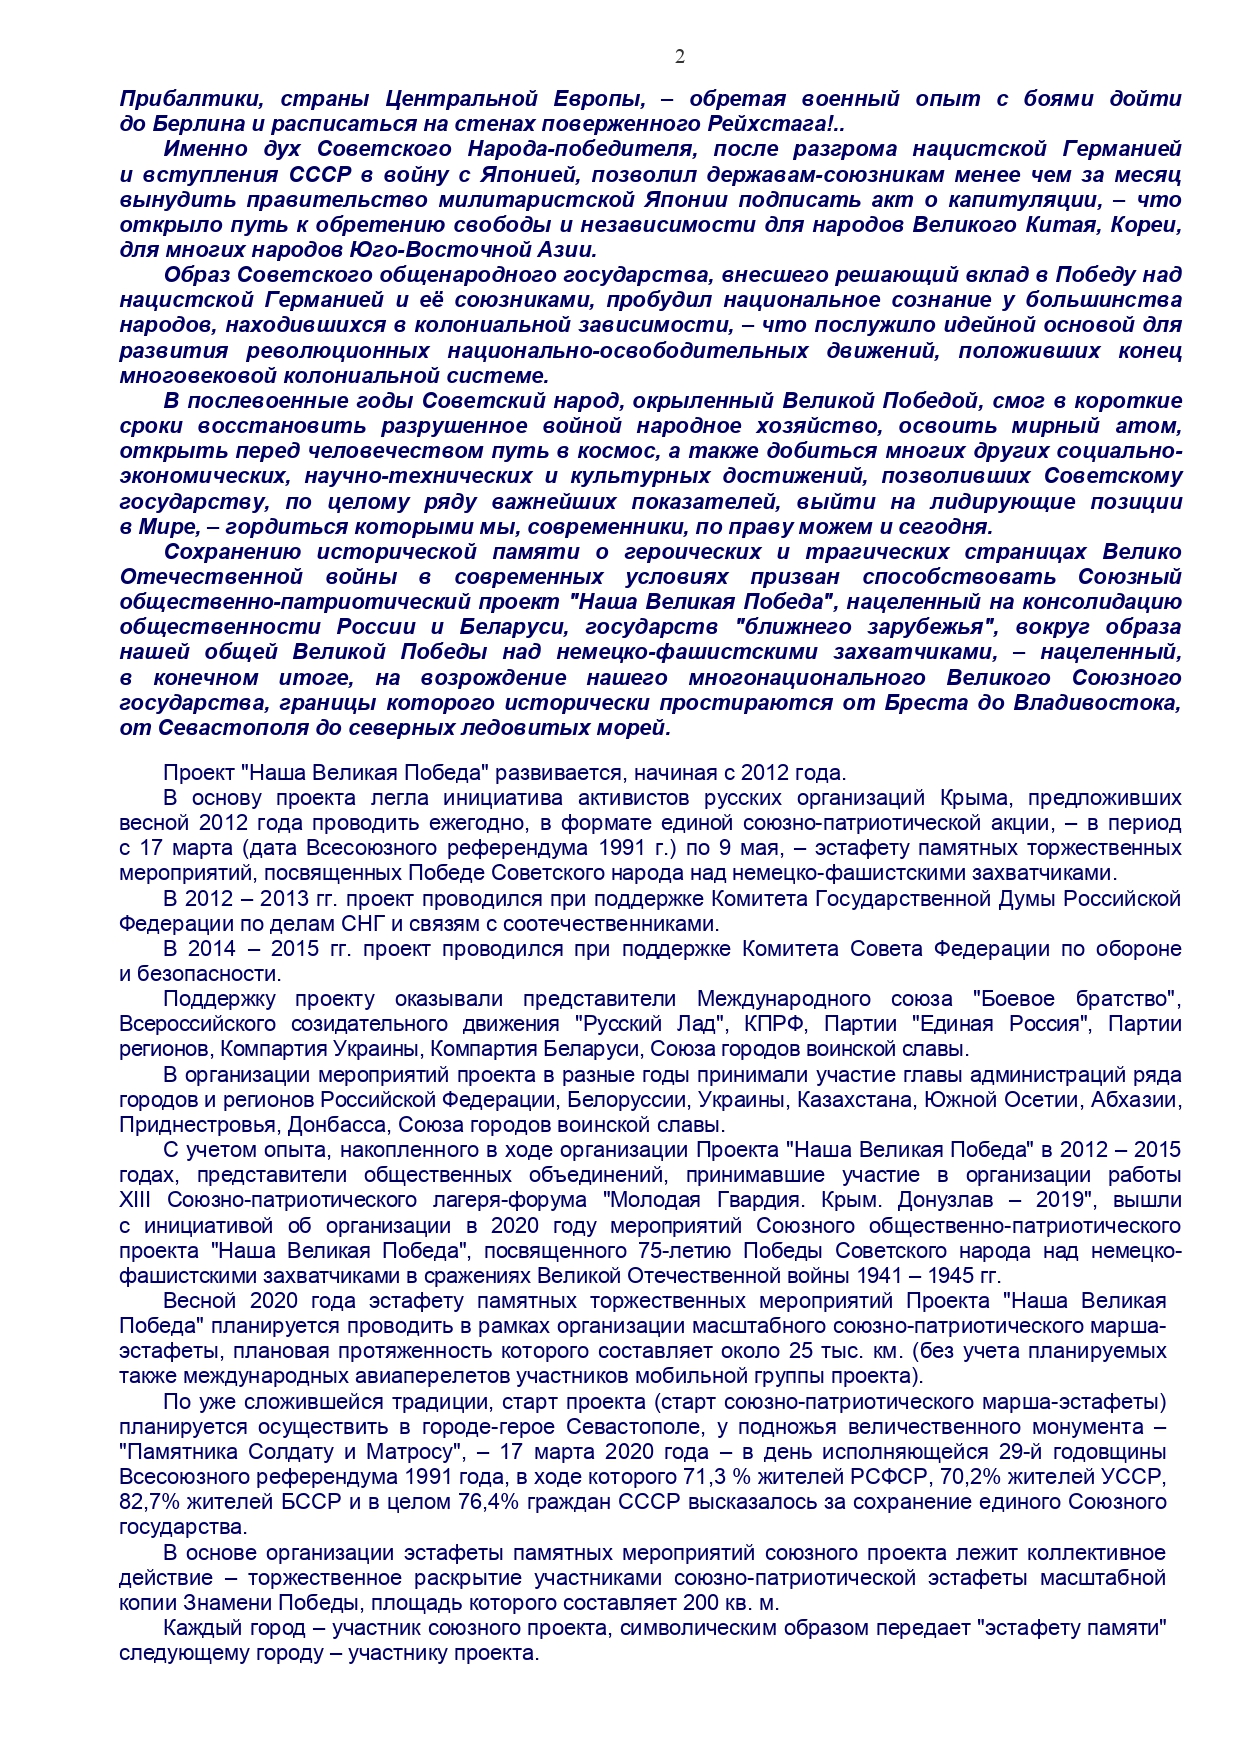 2
Прибалтики, страны Центральной Европы, – обретая военный опыт с боями дойти
до Берлина и расписаться на стенах поверженного Рейхстага!..
Именно дух Советского Народа-победителя, после разгрома нацистской Германией
и вступления СССР в войну с Японией, позволил державам-союзникам менее чем за месяц
вынудить правительство милитаристской Японии подписать акт о капитуляции, – что
открыло путь к обретению свободы и независимости для народов Великого Китая, Кореи,
для многих народов Юго-Восточной Азии.
Образ Советского общенародного государства, внесшего решающий вклад в Победу над
нацистской Германией и её союзниками, пробудил национальное сознание у большинства
народов, находившихся в колониальной зависимости, – что послужило идейной основой для
развития революционных национально-освободительных движений, положивших конец
многовековой колониальной системе.
В послевоенные годы Советский народ, окрыленный Великой Победой, смог в короткие
сроки восстановить разрушенное войной народное хозяйство, освоить мирный атом,
открыть перед человечеством путь в космос, а также добиться многих других социально-
экономических, научно-технических и культурных достижений, позволивших Советскому
государству, по целому ряду важнейших показателей, выйти на лидирующие позиции
в Мире, – гордиться которыми мы, современники, по праву можем и сегодня.
Сохранению исторической памяти о героических и трагических страницах Велико
Отечественной войны в современных условиях призван способствовать Союзный
общественно-патриотический проект "Наша Великая Победа", нацеленный на консолидацию
общественности России и Беларуси, государств "ближнего зарубежья", вокруг образа
нашей общей Великой Победы над немецко-фашистскими захватчиками, – нацеленный,
в конечном итоге, на возрождение нашего многонационального Великого Союзного
государства, границы которого исторически простираются от Бреста до Владивостока,
от Севастополя до северных ледовитых морей.
Проект "Наша Великая Победа" развивается, начиная с 2012 года.
В основу проекта легла инициатива активистов русских организаций Крыма, предложивших
весной 2012 года проводить ежегодно, в формате единой союзно-патриотической акции, – в период
с 17 марта (дата Всесоюзного референдума 1991 г.) по 9 мая, – эстафету памятных торжественных
мероприятий, посвященных Победе Советского народа над немецко-фашистскими захватчиками.
В 2012 – 2013 гг. проект проводился при поддержке Комитета Государственной Думы Российской
Федерации по делам СНГ и связям с соотечественниками.
В 2014 – 2015 гг. проект проводился при поддержке Комитета Совета Федерации по обороне
и безопасности.
Поддержку проекту оказывали представители Международного союза "Боевое братство",
Всероссийского созидательного движения "Русский Лад", КПРФ, Партии "Единая Россия", Партии
регионов, Компартия Украины, Компартия Беларуси, Союза городов воинской славы.
В организации мероприятий проекта в разные годы принимали участие главы администраций ряда
городов и регионов Российской Федерации, Белоруссии, Украины, Казахстана, Южной Осетии, Абхазии,
Приднестровья, Донбасса, Союза городов воинской славы.
С учетом опыта, накопленного в ходе организации Проекта "Наша Великая Победа" в 2012 – 2015
годах, представители общественных объединений, принимавшие участие в организации работы
XIII Союзно-патриотического лагеря-форума "Молодая Гвардия. Крым. Донузлав – 2019", вышли
с инициативой об организации в 2020 году мероприятий Союзного общественно-патриотического
проекта "Наша Великая Победа", посвященного 75-летию Победы Советского народа над немецко-
фашистскими захватчиками в сражениях Великой Отечественной войны 1941 – 1945 гг.
Весной 2020 года эстафету памятных торжественных мероприятий Проекта "Наша Великая
Победа" планируется проводить в рамках организации масштабного союзно-патриотического марша-
эстафеты, плановая протяженность которого составляет около 25 тыс. км. (без учета планируемых
также международных авиаперелетов участников мобильной группы проекта).
По уже сложившейся традиции, старт проекта (старт союзно-патриотического марша-эстафеты)
планируется осуществить в городе-герое Севастополе, у подножья величественного монумента –
"Памятника Солдату и Матросу", – 17 марта 2020 года – в день исполняющейся 29-й годовщины
Всесоюзного референдума 1991 года, в ходе которого 71,3 % жителей РСФСР, 70,2% жителей УССР,
82,7% жителей БССР и в целом 76,4% граждан СССР высказалось за сохранение единого Союзного
государства.
В основе организации эстафеты памятных мероприятий союзного проекта лежит коллективное
действие – торжественное раскрытие участниками союзно-патриотической эстафеты масштабной
копии Знамени Победы, площадь которого составляет 200 кв. м.
Каждый город – участник союзного проекта, символическим образом передает "эстафету памяти"
следующему городу – участнику проекта.